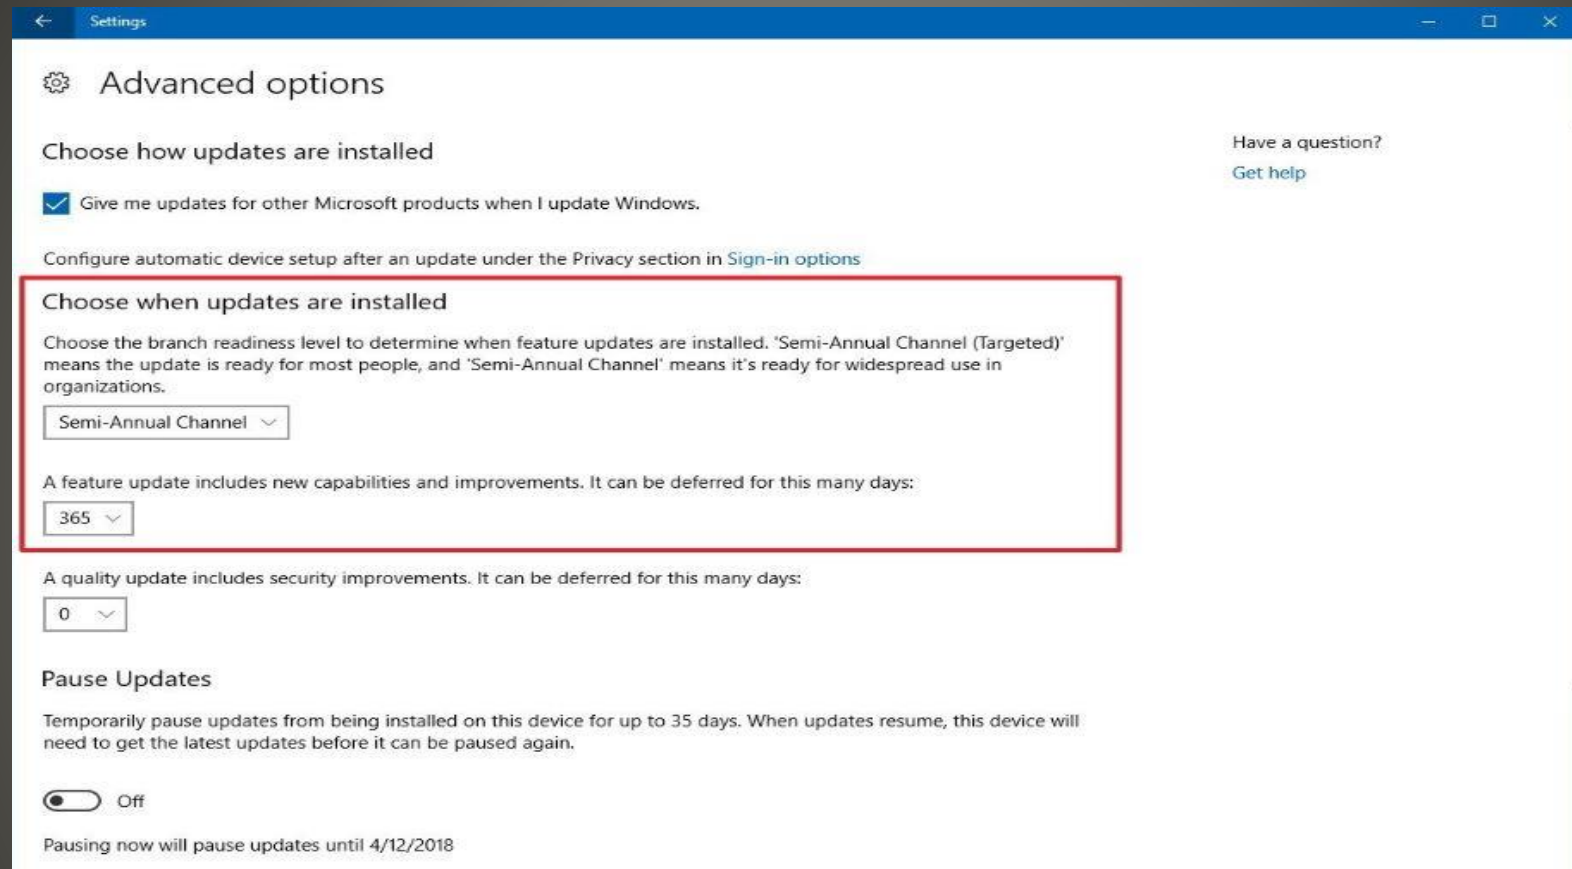 Settings
Advanced options
Choose how updates are installed
Give me updates for other Microsoft products when I update Windows.
Configure automatic device setup after an update under the Privacy section in Sign-in options
Choose when updates are installed
Choose the branch readiness level to determine when feature updates are installed. 'Semi-Annual Channel (Targeted)'
means the update is ready for most people, and 'Semi-Annual Channel' means it's ready for widespread use in
organizations.
Semi-Annual Channel
A feature update includes new capabilities and improvements. It can be deferred for this many days:
365
A quality update includes security improvements. It can be deferred for this many days:
0
Pause Updates
Temporarily pause updates from being installed on this device for up to 35 days. When updates resume, this device will
need to get the latest updates before it can be paused again.
Off
Pausing now will pause updates until 4/12/2018
Have a question?
Get help